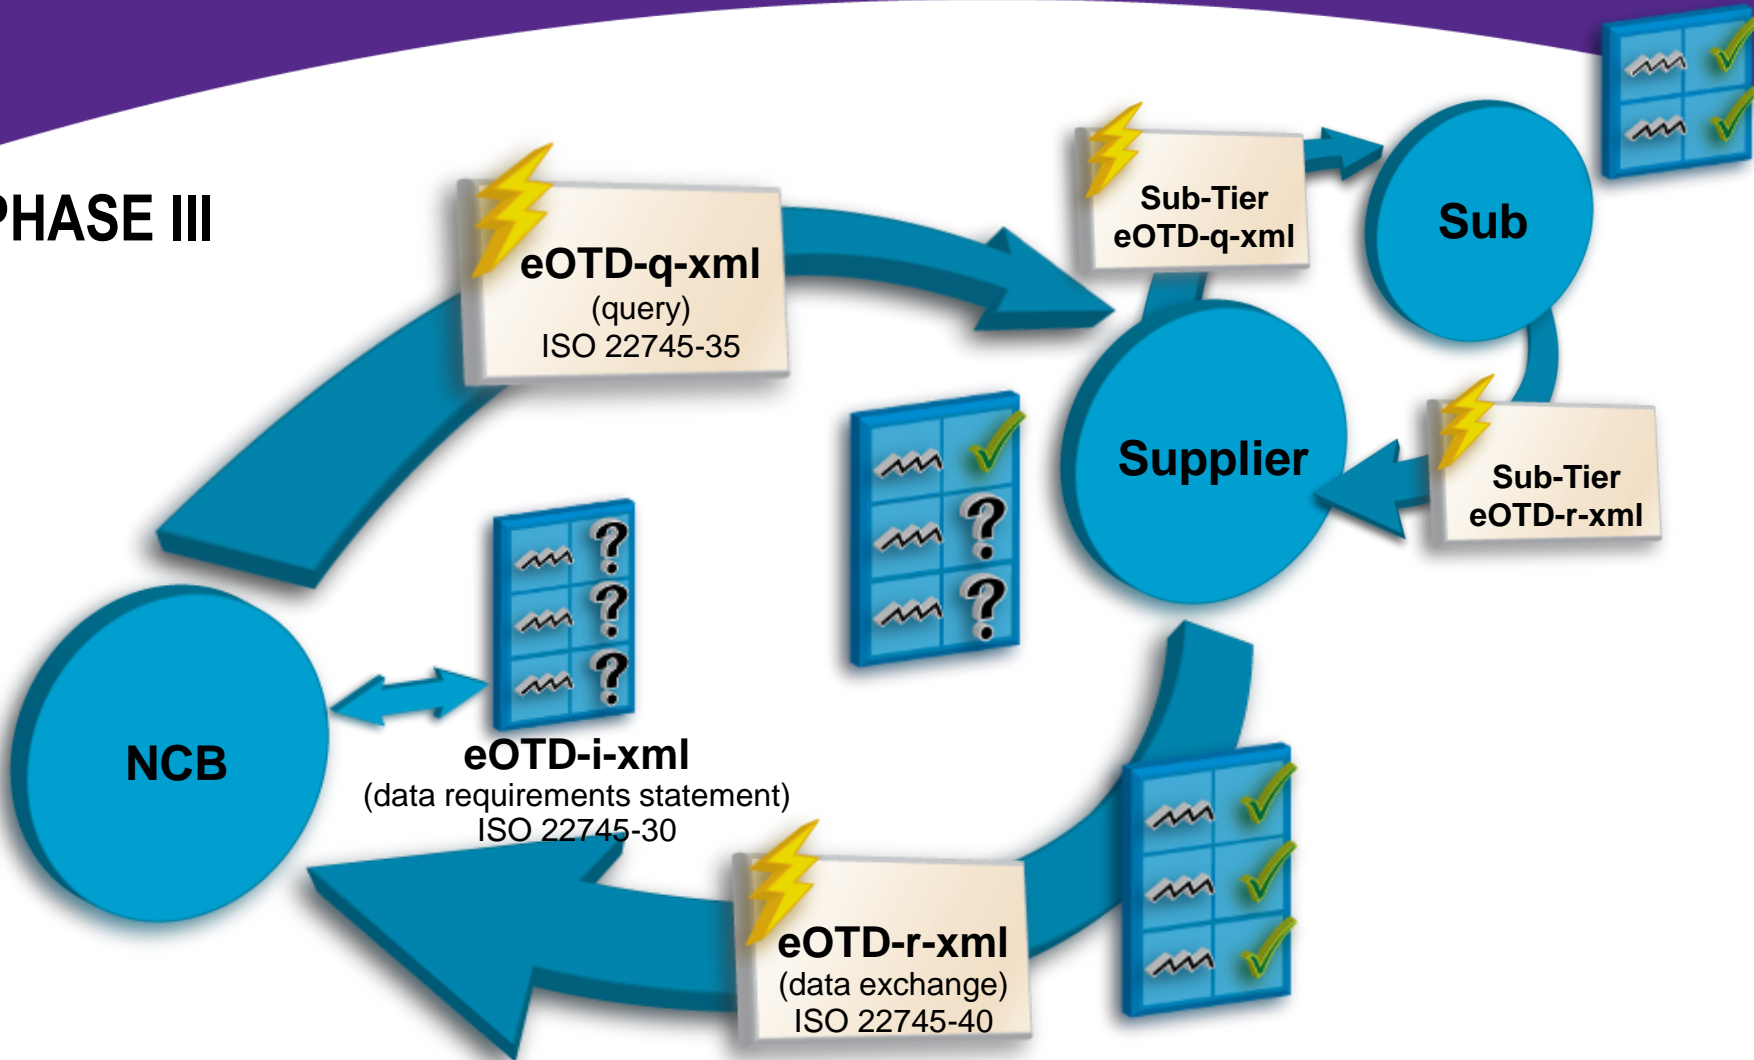 PHASE III
eOTD-q-xml
(query)
ISO 22745-35
Sub-Tier
eOTD-q-xml
Sub
Supplier
Sub-Tier
eOTD-r-xml
NCB
eOTD-i-xml
(data requirements statement)
ISO 22745-30
eOTD-r-xml
(data exchange)
ISO 22745-40